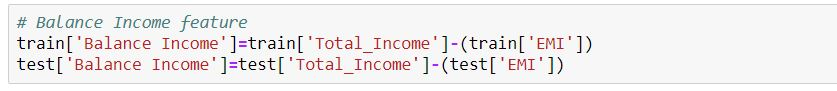 # Balance Income feature
train['Balance Income']=train['Total_Income']-(train['EMI'])
test['Balance Income']=test['Total_Income']-(test['EMI'])